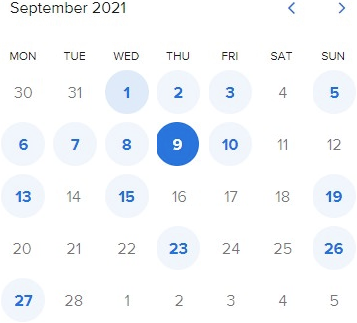 September 2021
MON TUE WED THU FRI SAT SUN
30 31 1 2 3 4 5
6 7 8 9 10 11 12
13 14 15 16 17 18 19
20 21 22 23 24 25 26
27 28 1 2 3 4 5